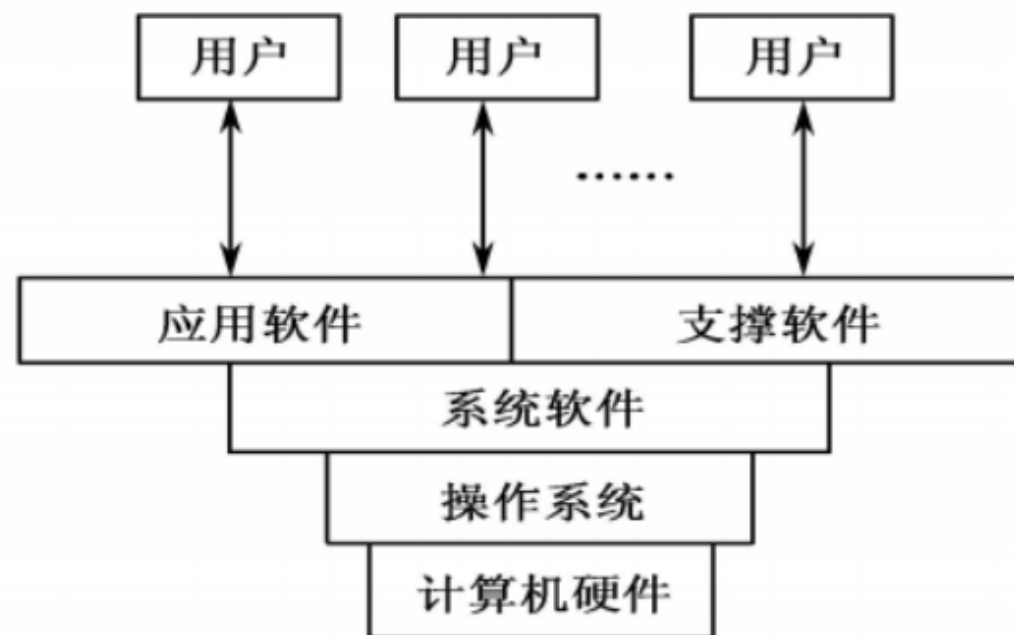 用户 用户 用户
……
应用软件 支撑软件
系统软件
操作系统
计算机硬件